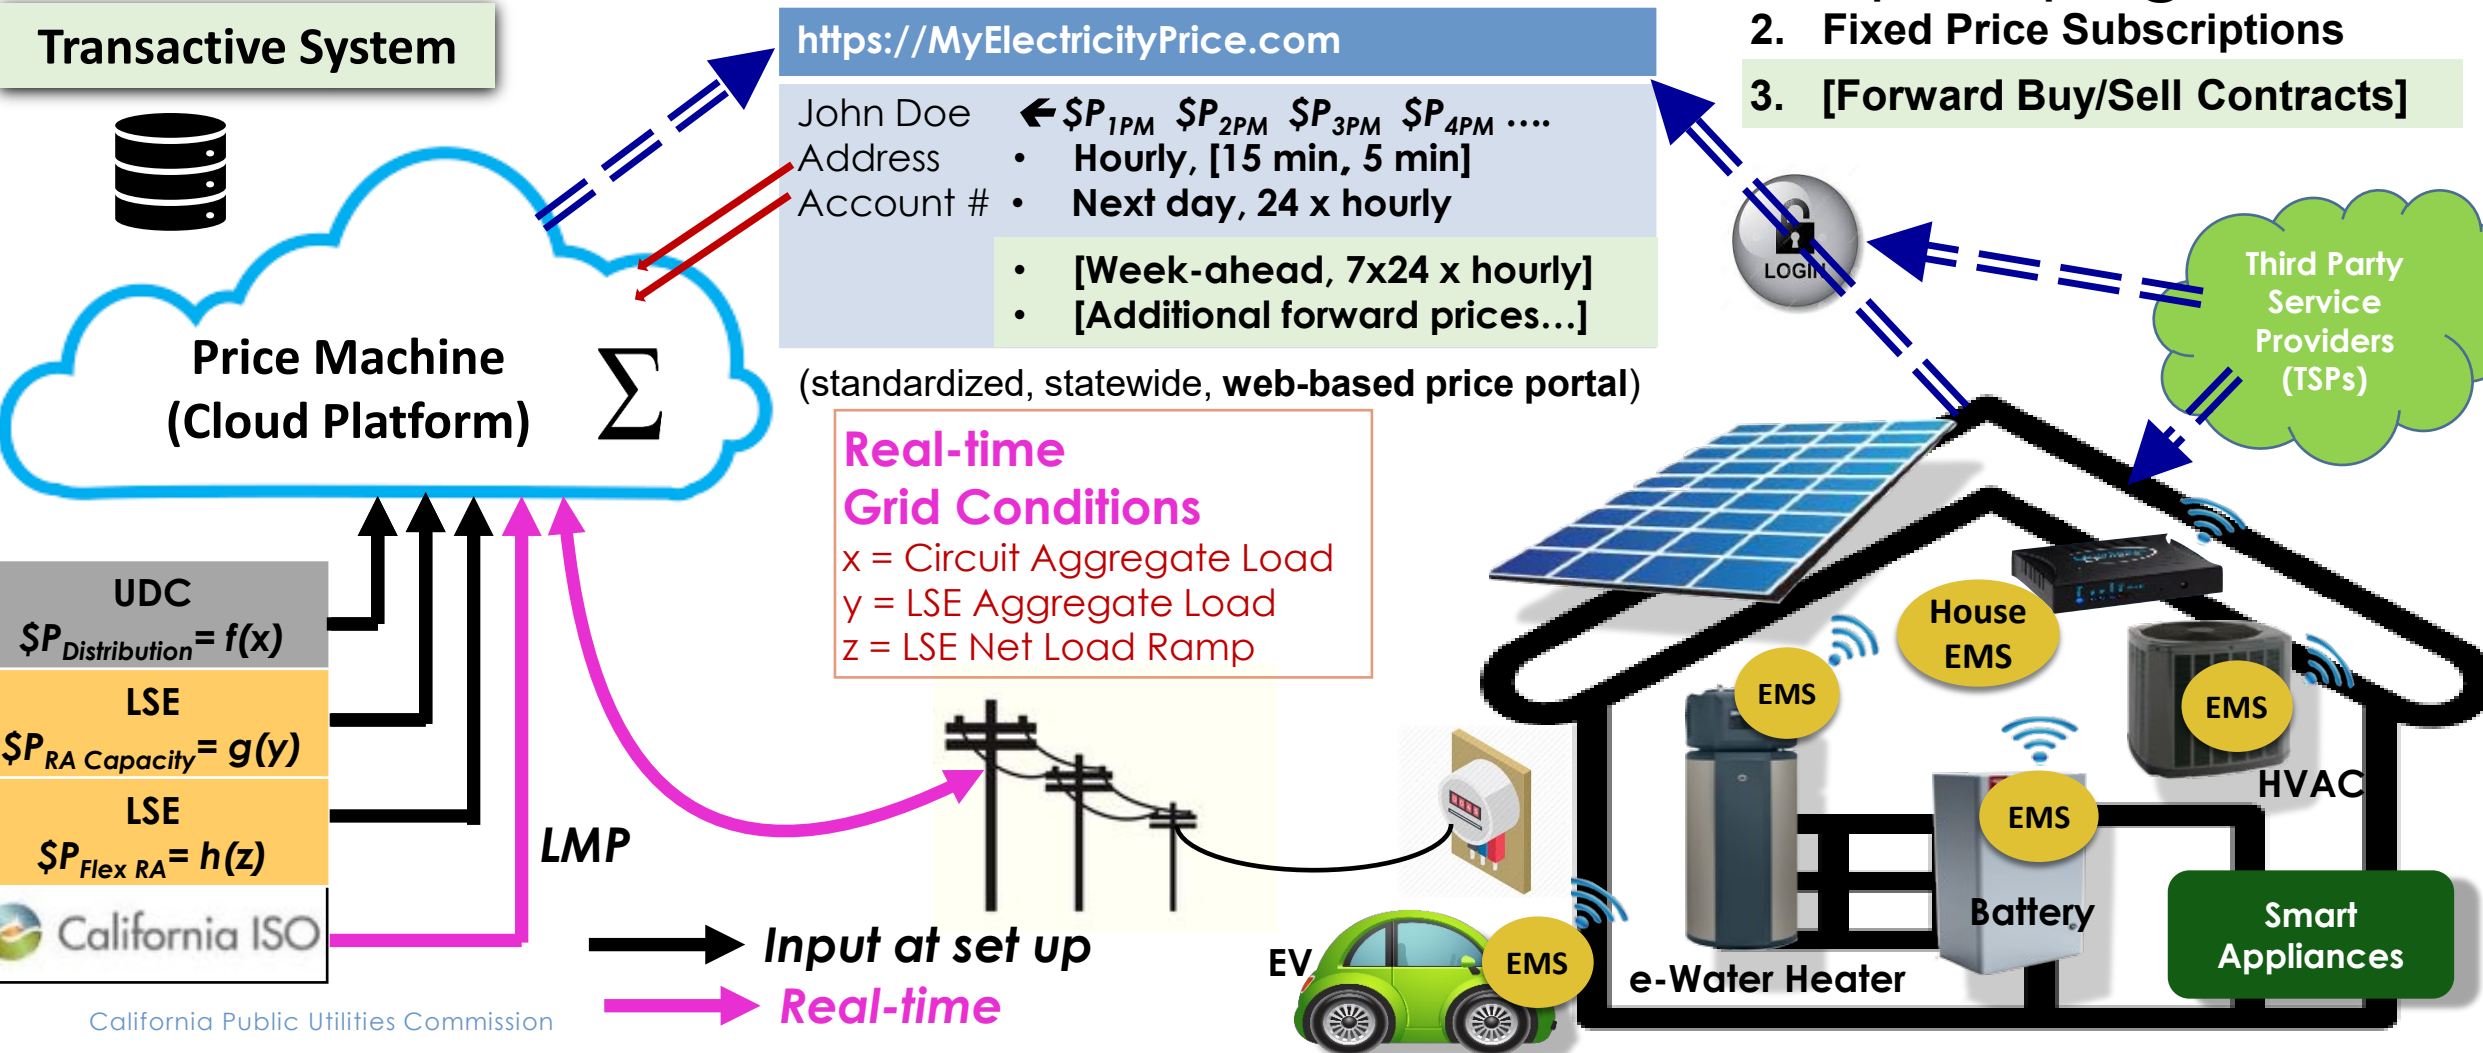 Transactive System
https://MyElectricityPrice.com
2. Fixed Price Subscriptions
3. [Forward Buy/Sell Contracts]
John Doe ← $P1PM $P2PM $P3PM $P4PM ....
Address • Hourly, [15 min, 5 min]
Account # • Next day, 24 x hourly
• [Week-ahead, 7x24 x hourly]
• [Additional forward prices...]
(standardized, statewide, web-based price portal)
LOGIN
Third Party
Service
Providers
(TSPs)
Price Machine
(Cloud Platform)
Σ
Real-time
Grid Conditions
x = Circuit Aggregate Load
y = LSE Aggregate Load
z = LSE Net Load Ramp
UDC
$PDistribution= f(x)
LSE
$PRA Capacity= g(y)
LSE
$PFlex RA= h(z)
California ISO
LMP
Input at set up
Real-time
House
EMS
EMS
EMS
HVAC
EMS
Battery
EV
EMS
e-Water Heater
Smart
Appliances
California Public Utilities Commission